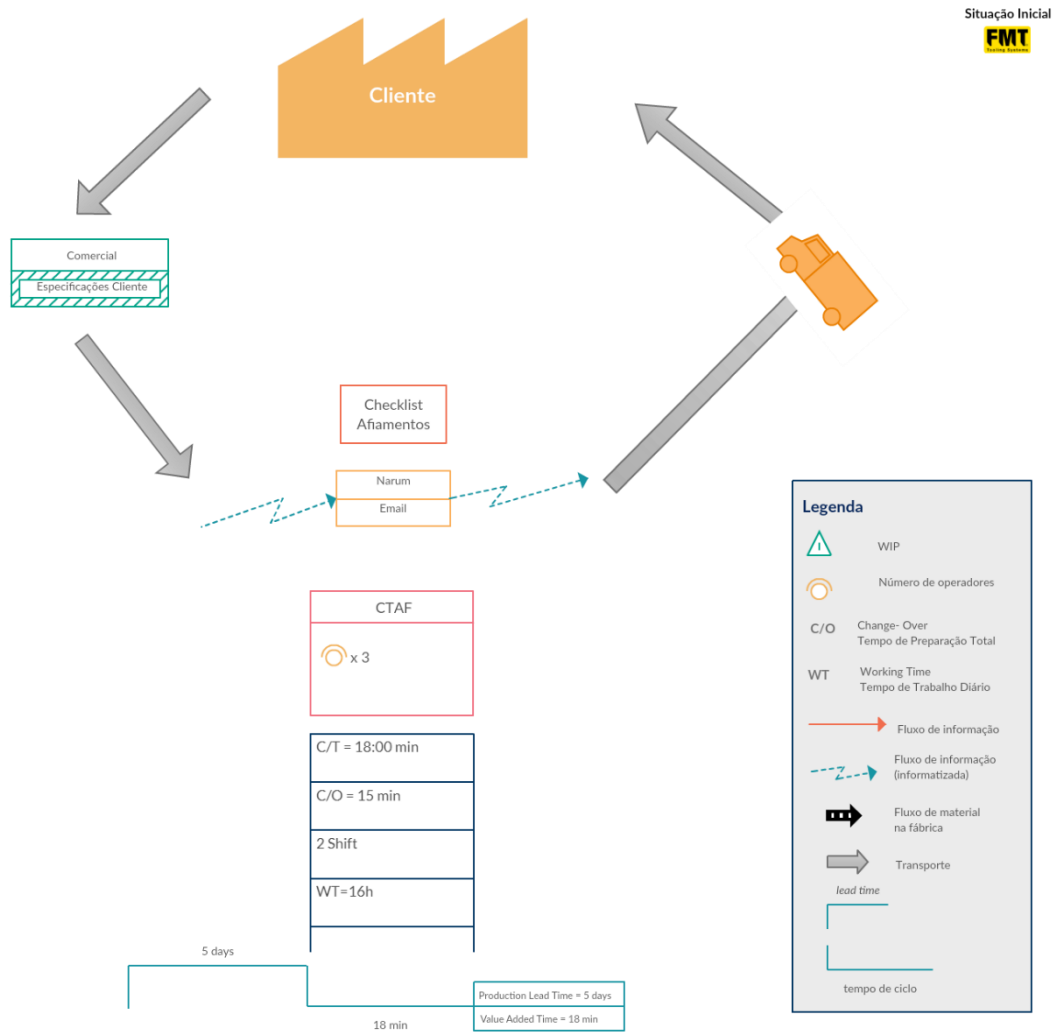 Situação Inicial
FMT
Tooling Systems
Cliente
Comercial
Especificações Cliente
Checklist
Afiamentos
Narum
Email
CTAF
x 3
C/T = 18:00 min
C/O = 15 min
2 Shift
WT=16h
5 days
18 min
Production Lead Time = 5 days
Value Added Time = 18 min
Legenda
WIP
Número de operadores
C/O
Change- Over
Tempo de Preparação Total
WT
Working Time
Tempo de Trabalho Diário
Fluxo de informação
Fluxo de informação
(informatizada)
Fluxo de material
na fábrica
Transporte
lead time
tempo de ciclo